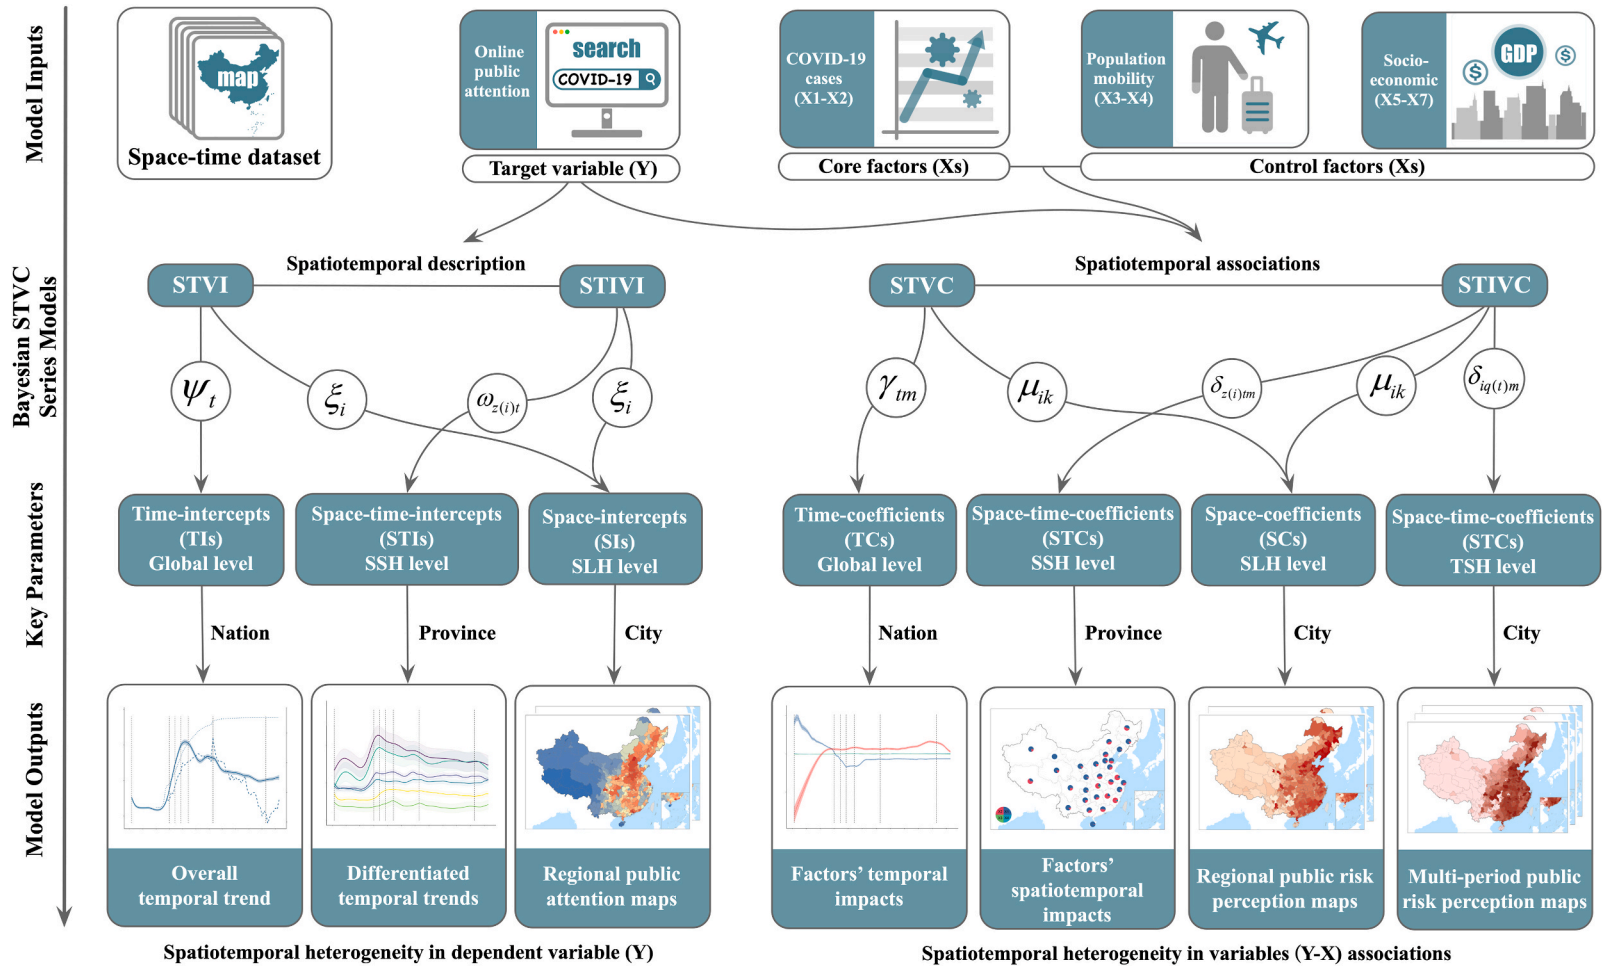 Model Inputs
map
Space-time dataset
Online
public
attention
search
COVID-19
Target variable (Y)
COVID-19
cases
(X1-X2)
Core factors (Xs)
Population
mobility
(X3-X4)
Socio-
economic
(X5-X7)
$
GDP
$
Control factors (Xs)
Bayesian STVC
Series Models
Spatiotemporal description
STVI
STIVI
Spatiotemporal associations
STVC
STIVC
ψt
ξi
ωz(i)t
ξi
γtm
μik
δz(i)tm
μik
δiq(t)m
Key Parameters
Time-intercepts
(TIs)
Global level
Space-time-intercepts
(STIs)
SSH level
Space-intercepts
(SIs)
SLH level
Time-coefficients
(TCs)
Global level
Space-time-coefficients
(STCs)
SSH level
Space-coefficients
(SCs)
SLH level
Space-time-coefficients
(STCs)
TSH level
Nation
Province
City
Nation
Province
City
City
Model Outputs
Overall
temporal trend
Differentiated
temporal trends
Regional public
attention maps
Factors’ temporal
impacts
Factors’
spatiotemporal
impacts
Regional public risk
perception maps
Multi-period public
risk perception maps
Spatiotemporal heterogeneity in dependent variable (Y)
Spatiotemporal heterogeneity in variables (Y-X) associations